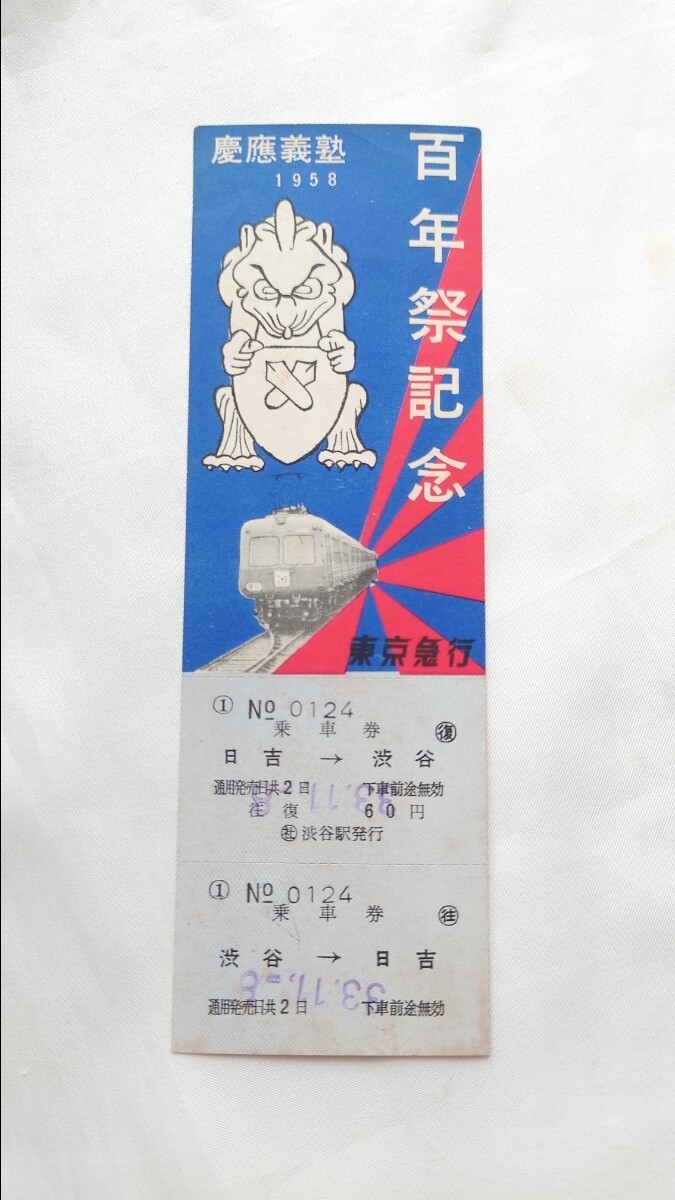 慶應義塾
1958
百年祭記念
東京急行
① № 0124
乗車券 �
日吉 → 渋谷
通用発売日共2日 下車前途無効
往復 60円
㊓渋谷駅発行
33.11.-8
① № 0124
乗車券
渋谷 → 日吉
通用発売日共2日 下車前途無効
33.11.-8